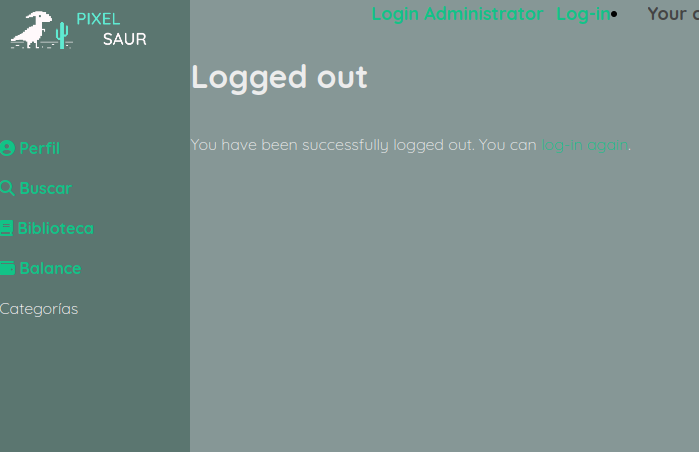 PIXEL
SAUR
Login Administrator Log-in
Your
Logged out
You have been successfully logged out. You can log-in again.
Perfil
Buscar
Biblioteca
Balance
Categorías